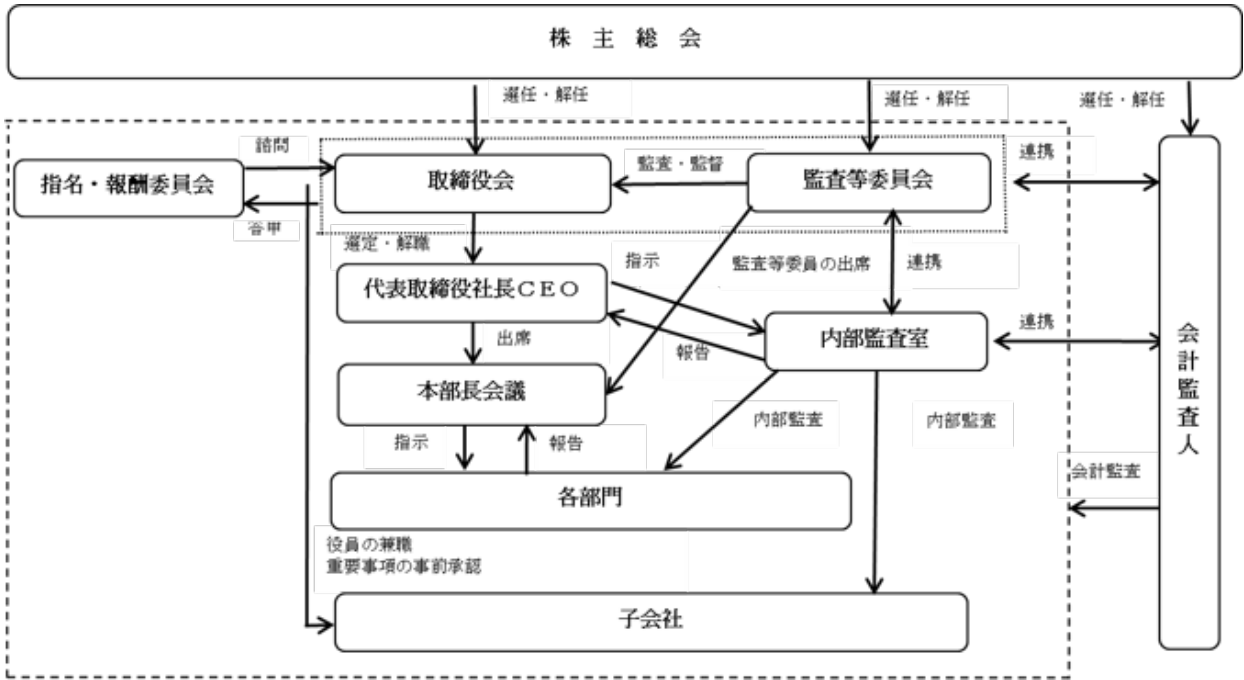 株 主 総 会
選任・解任
選任・解任
選任・解任
諮問
指名・報酬委員会
取締役会
監査・監督
監査等委員会
連携
答申
選定・解職
指示
監査等委員の出席
連携
代表取締役社長CEO
内部監査室
連携
出席
報告
本部長会議
指示
報告
内部監査
内部監査
会計監査人
会計監査
各部門
役員の兼職
重要事項の事前承認
子会社